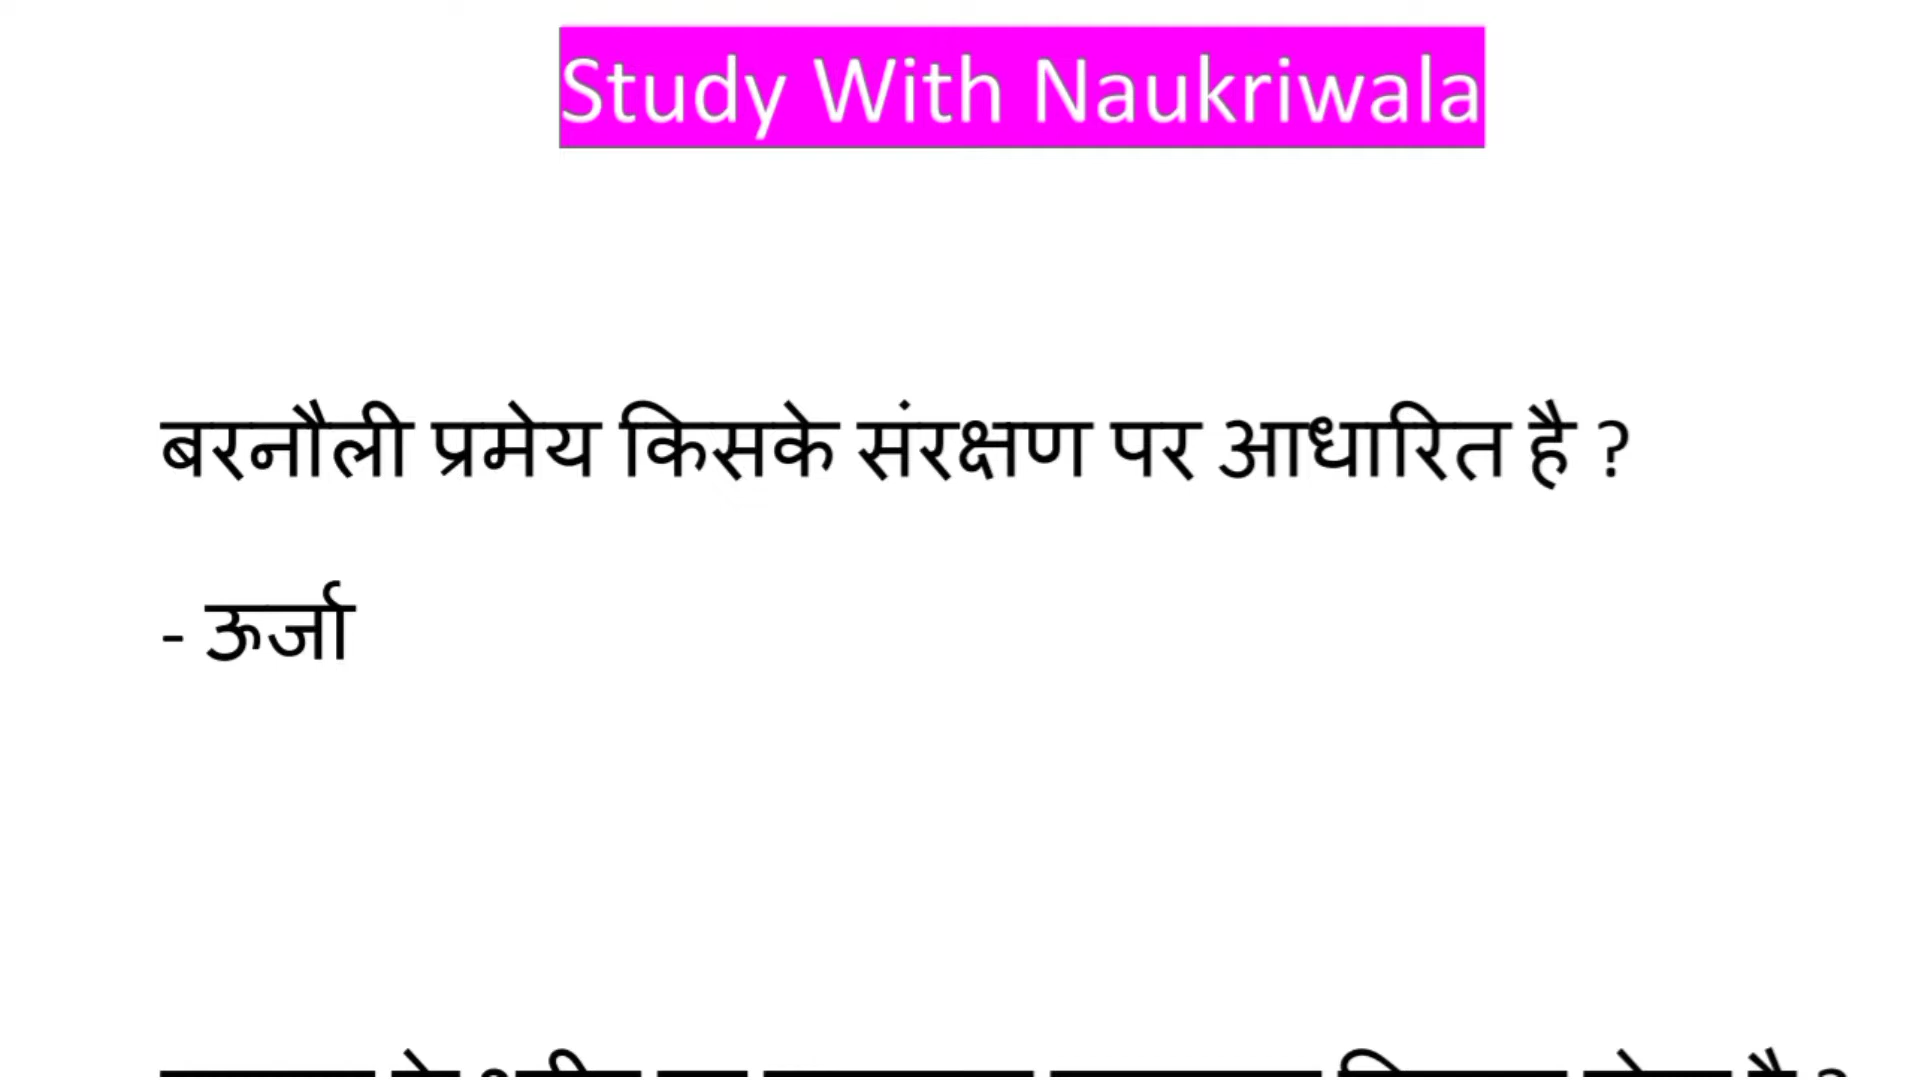 Study With Naukriwala
बरनौली प्रमेय किसके संरक्षण पर आधारित है ?
- ऊर्जा